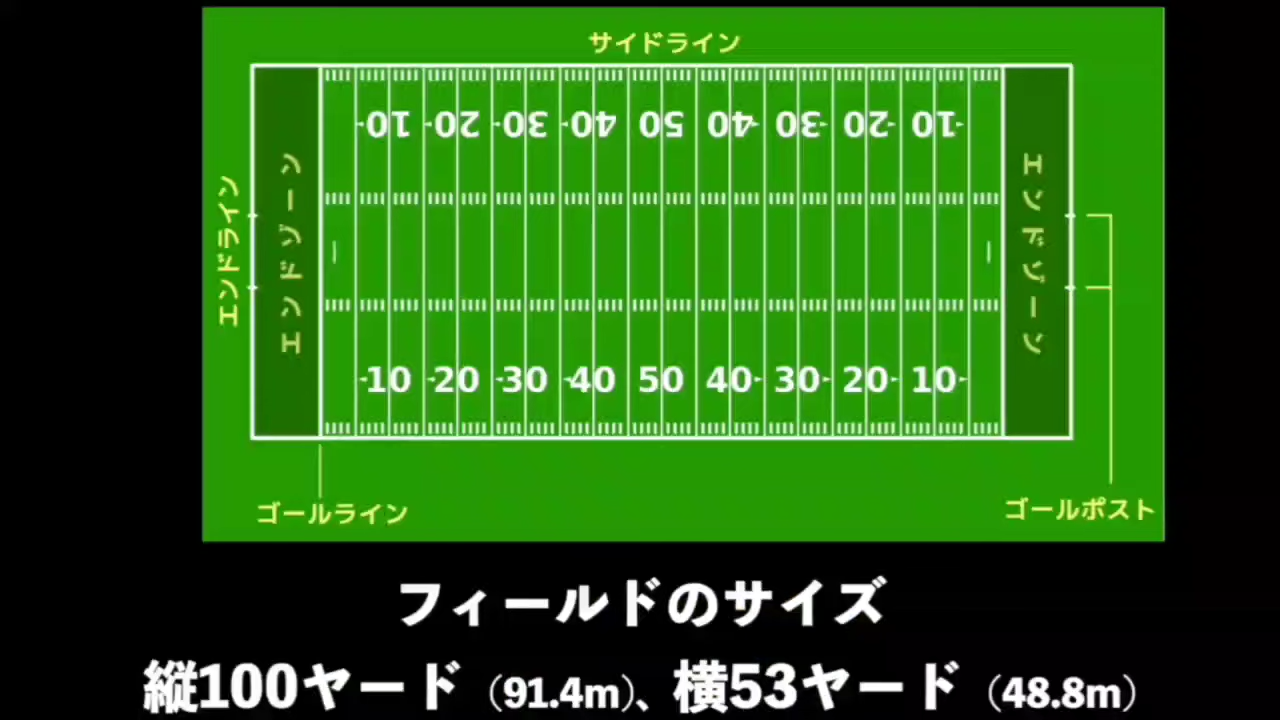 サイドライン
10 20 30 40 50 40 30 20 10
エンドライン
エンドゾーン
エンドゾーン
10 20 30 40 50 40 30 20 10
ゴールライン
ゴールポスト
フィールドのサイズ
縦100ヤード（91.4m）、横53ヤード（48.8m）